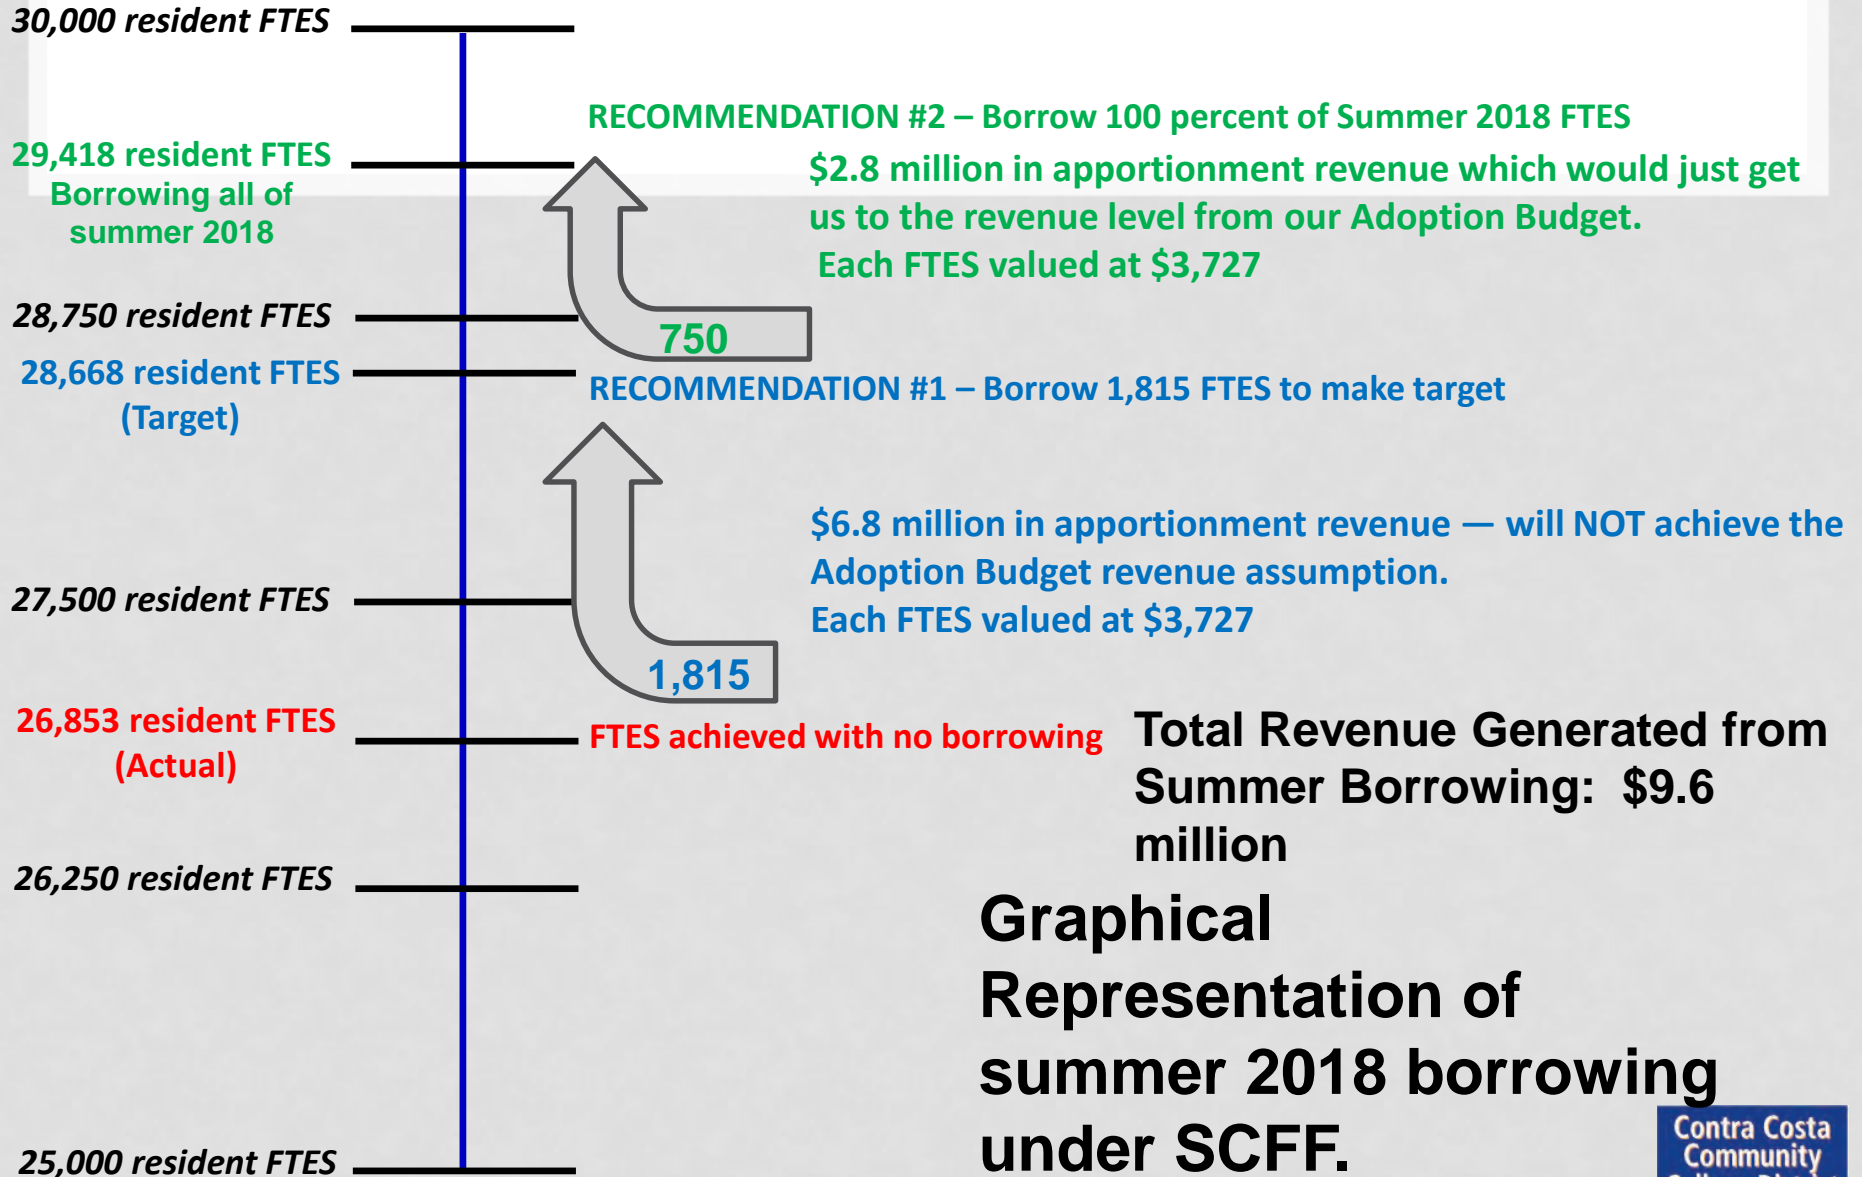 30,000 resident FTES
RECOMMENDATION #2 – Borrow 100 percent of Summer 2018 FTES
29,418 resident FTES
Borrowing all of
summer 2018
$2.8 million in apportionment revenue which would just get
us to the revenue level from our Adoption Budget.
Each FTES valued at $3,727
28,750 resident FTES
750
28,668 resident FTES
(Target)
RECOMMENDATION #1 – Borrow 1,815 FTES to make target
$6.8 million in apportionment revenue — will NOT achieve the
Adoption Budget revenue assumption.
Each FTES valued at $3,727
27,500 resident FTES
1,815
26,853 resident FTES
(Actual)
FTES achieved with no borrowing
Total Revenue Generated from
Summer Borrowing: $9.6
million
26,250 resident FTES
Graphical
Representation of
summer 2018 borrowing
under SCFF.
25,000 resident FTES
Contra Costa
Community